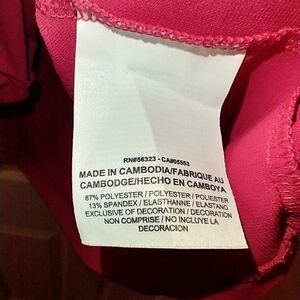 RN#56323 - CA#05553
MADE IN CAMBODIA/FABRIQUE AU
CAMBODGE/HECHO EN CAMBOYA
87% POLYESTER / POLYESTER / POLIESTER
13% SPANDEX / ELASTHANNE / ELASTANO
EXCLUSIVE OF DECORATION / DECORATION
NON COMPRISE / NO INCLUYE LA
DECORACION